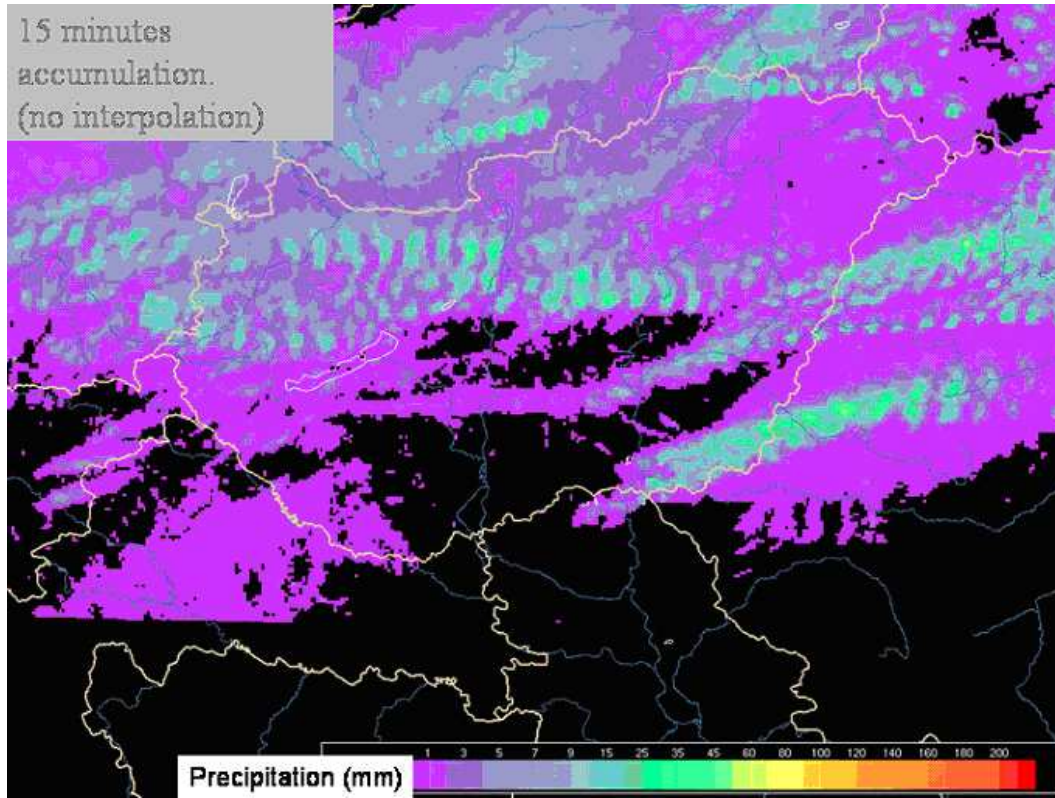 15 minutes
accumulation.
(no interpolation)
1 3 5 7 9 15 25 35 45 60 80 100 120 140 160 180 200
Precipitation (mm)